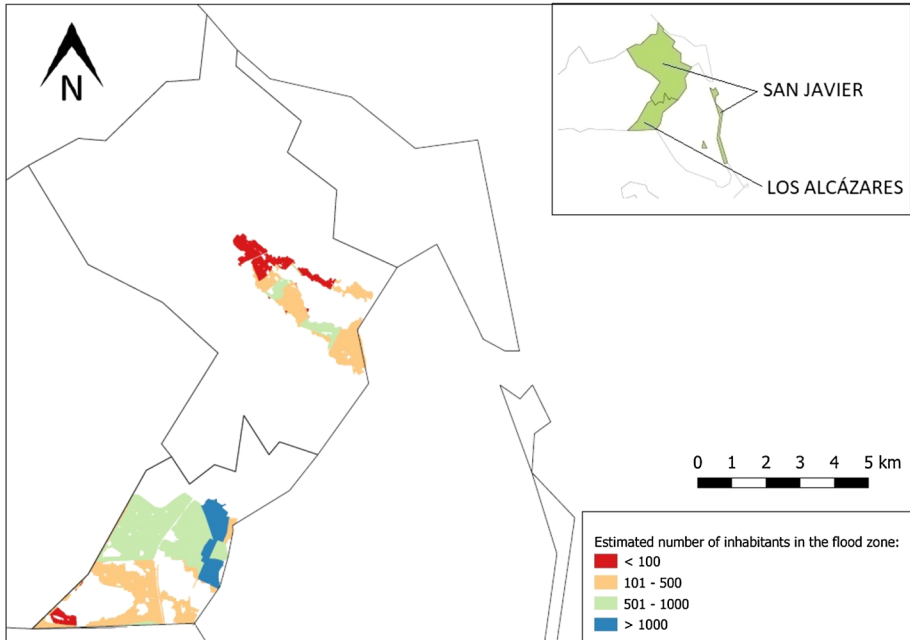 N
SAN JAVIER
LOS ALCÁZARES
0 1 2 3 4 5 km
Estimated number of inhabitants in the flood zone:
< 100
101 - 500
501 - 1000
> 1000